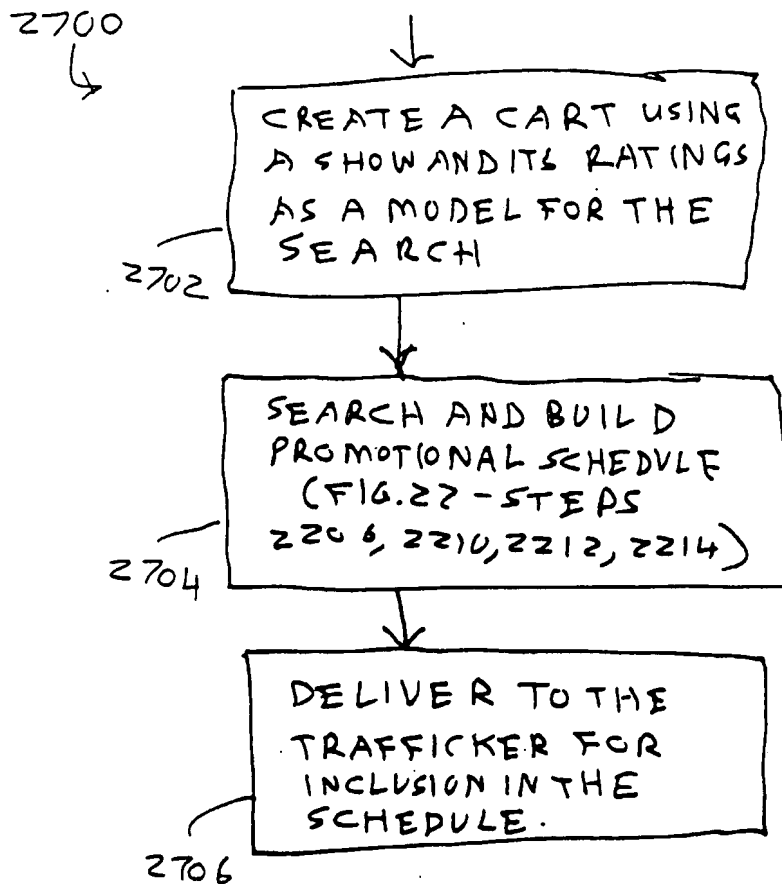 2700
CREATE A CART USING
A SHOW AND ITS RATINGS
AS A MODEL FOR THE
SEARCH
2702
SEARCH AND BUILD
PROMOTIONAL SCHEDULE
(FIG.22-STEPS
2206, 2210, 2212, 2214)
2704
DELIVER TO THE
TRAFFICKER FOR
INCLUSION IN THE
SCHEDULE.
2706